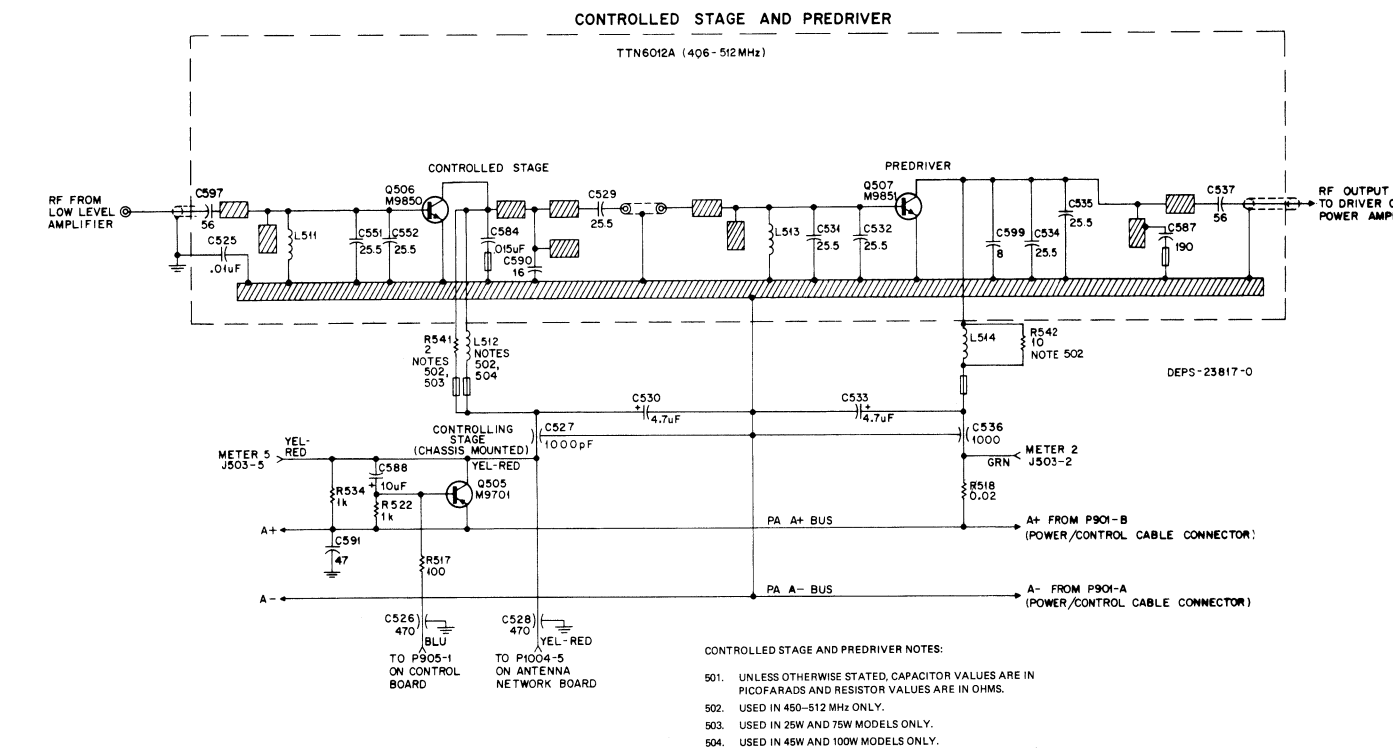 CONTROLLED STAGE AND PREDRIVER
TTN6012A (406-512MHz)
CONTROLLED STAGE
PREDRIVER
RF FROM
LOW LEVEL
AMPLIFIER
C597
56
C525
.01uF
L511
C551
25.5
C552
25.5
Q506
M9850
C584
.015uF
C590
16
C529
25.5
L513
C531
25.5
C532
25.5
Q507
M9851
C599
8
C534
25.5
C535
25.5
C537
56
C587
190
RF OUTPUT
TO DRIVER
POWER
R541
2
NOTES
502,
503
L512
NOTES
502,
504
L514
R542
10
NOTE 502
DEPS-23817-0
C530
+
4.7uF
C533
+
4.7uF
CONTROLLING
STAGE
(CHASSIS MOUNTED)
C527
1000pF
C536
1000
METER 5
J503-5
YEL-
RED
YEL-RED
METER 2
J503-2
GRN
C588
+
10uF
R534
1k
R522
1k
Q505
M9701
R518
0.02
A+
PA A+ BUS
A+ FROM P901-B
(POWER/CONTROL CABLE CONNECTOR)
C591
47
R517
100
A-
PA A- BUS
A- FROM P901-A
(POWER/CONTROL CABLE CONNECTOR)
C526
470
BLU
TO P905-1
ON CONTROL
BOARD
C528
470
YEL-RED
TO P1004-5
ON ANTENNA
NETWORK BOARD
CONTROLLED STAGE AND PREDRIVER NOTES:
501. UNLESS OTHERWISE STATED, CAPACITOR VALUES ARE IN
PICOFARADS AND RESISTOR VALUES ARE IN OHMS.
502. USED IN 450–512 MHz ONLY.
503. USED IN 25W AND 75W MODELS ONLY.
504. USED IN 45W AND 100W MODELS ONLY.